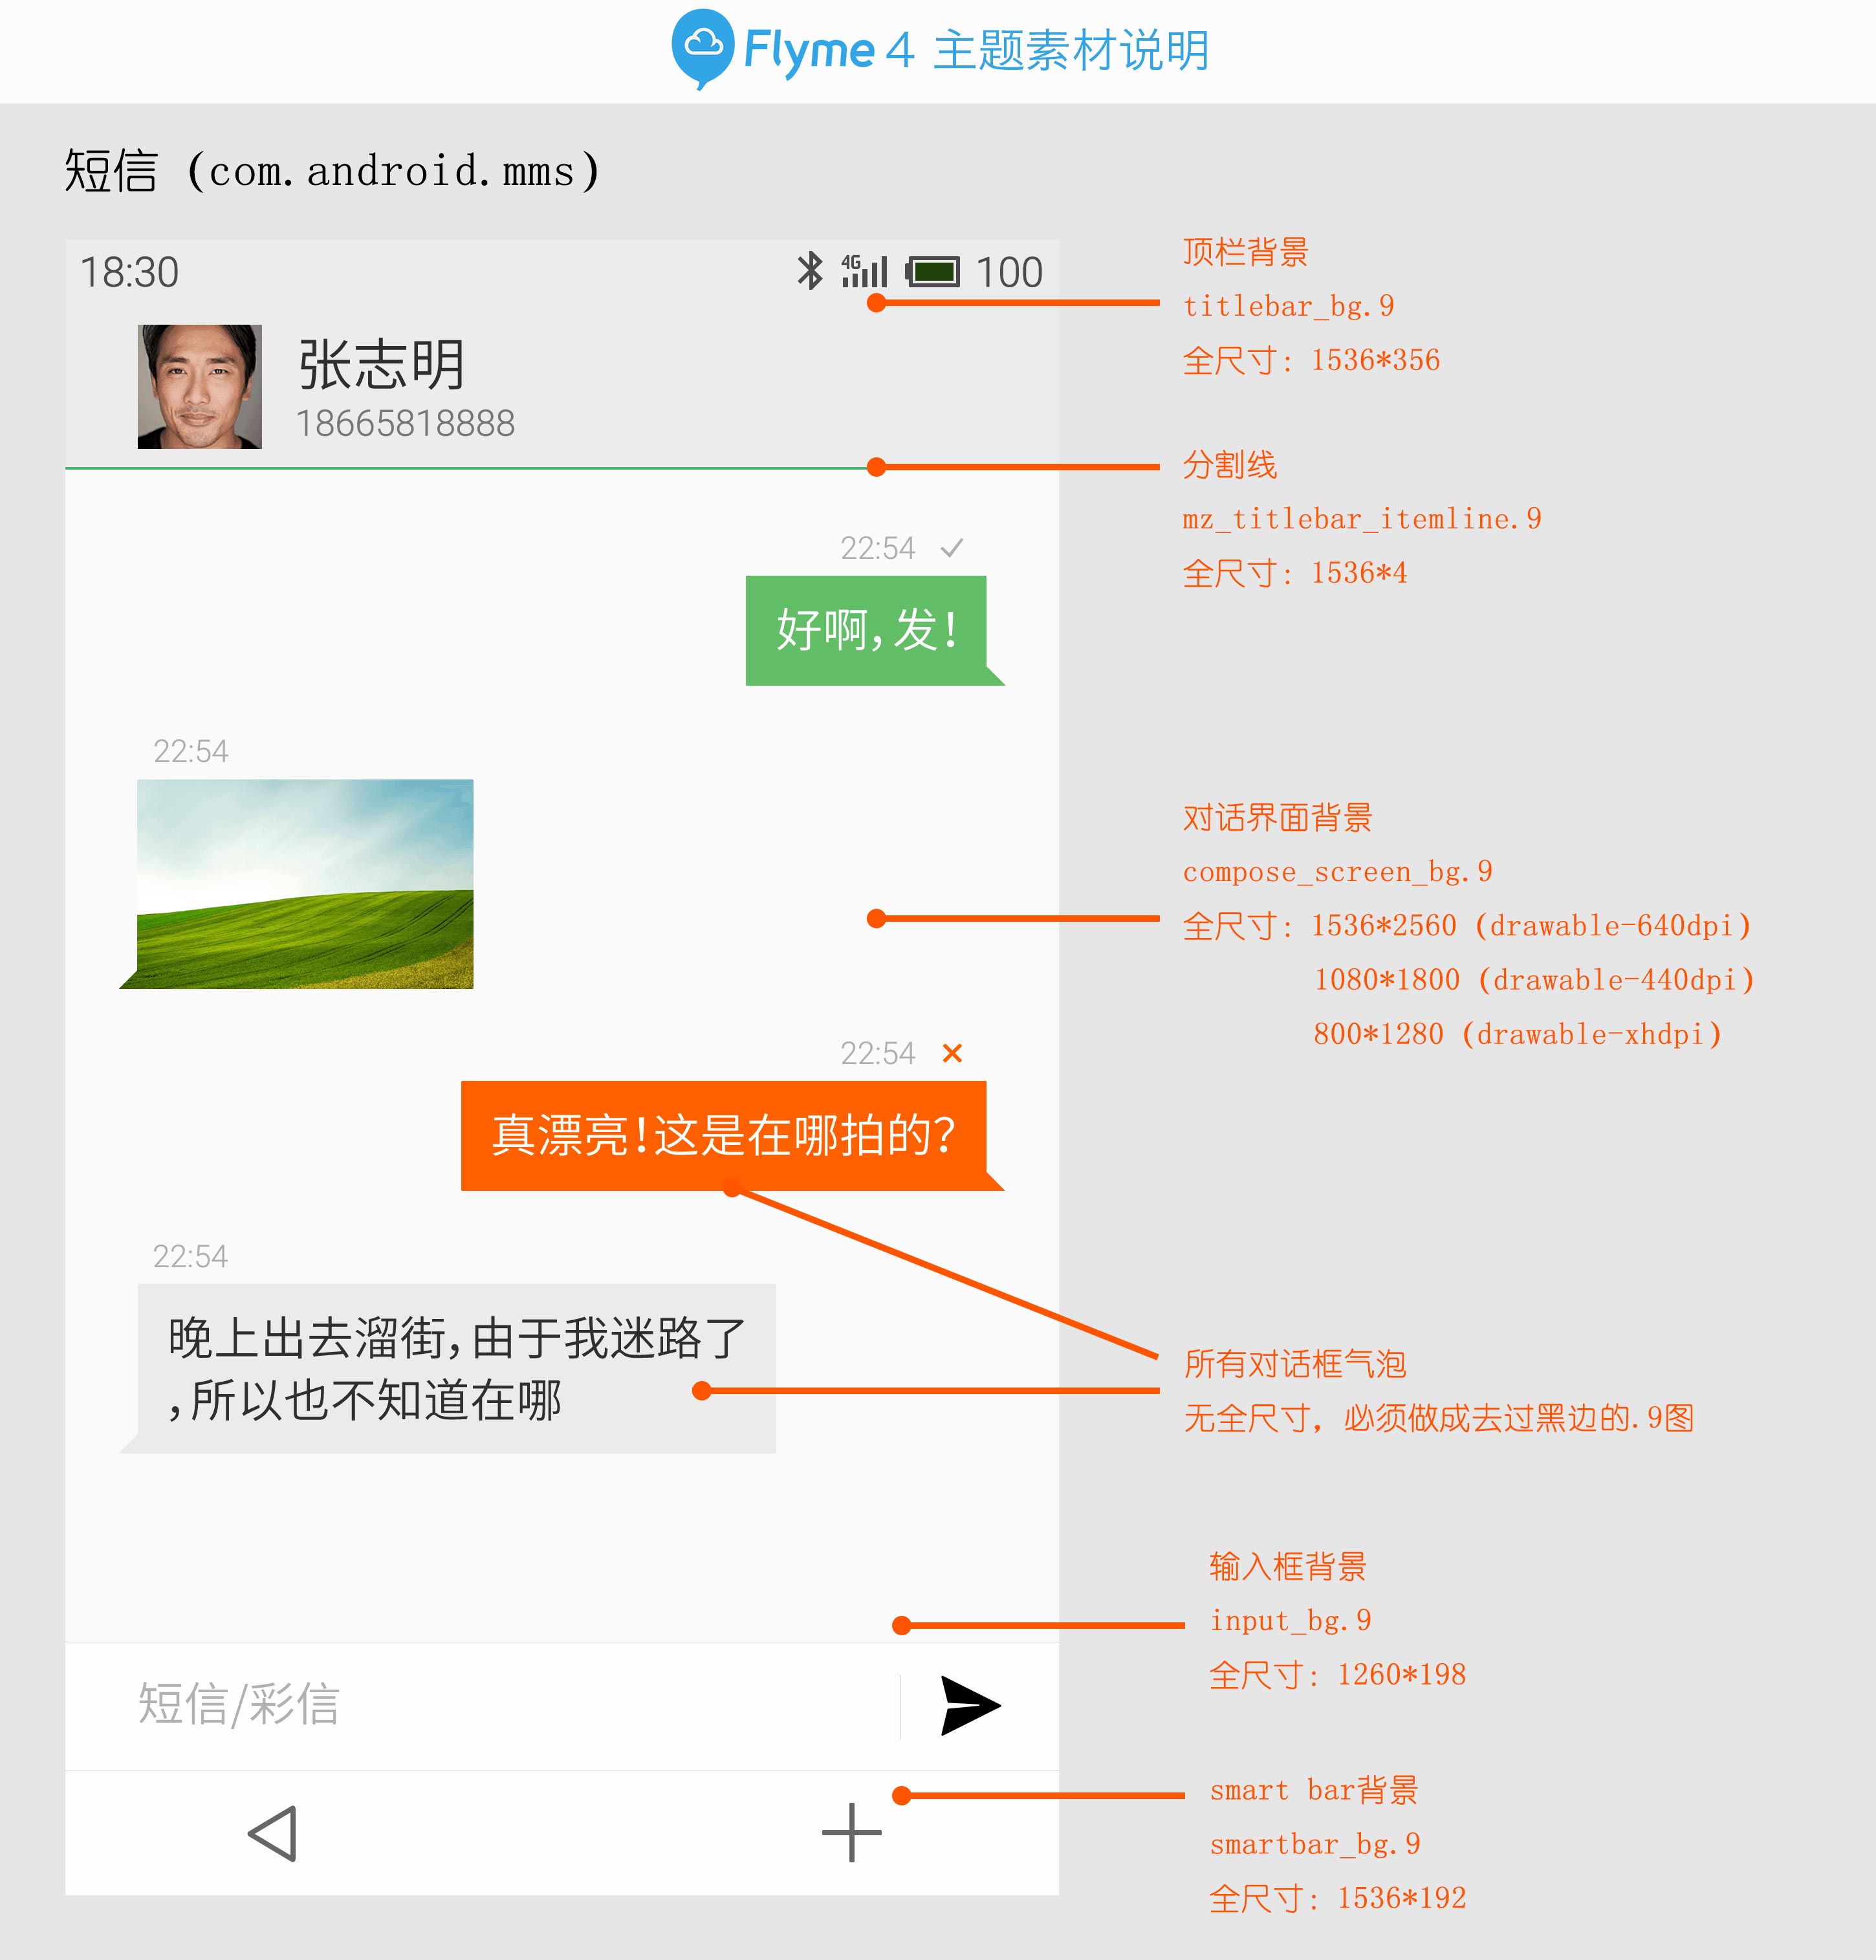 Flyme 4 主题素材说明
短信 (com.android.mms)
18:30
4G
100
张志明
18665818888
顶栏背景
titlebar_bg.9
全尺寸: 1536*356
分割线
mz_titlebar_itemline.9
全尺寸: 1536*4
22:54
好啊,发!
22:54
对话界面背景
compose_screen_bg.9
全尺寸: 1536*2560 (drawable-640dpi)
1080*1800 (drawable-440dpi)
800*1280 (drawable-xhdpi)
22:54
真漂亮!这是在哪拍的?
22:54
晚上出去溜街,由于我迷路了
,所以也不知道在哪
所有对话框气泡
无全尺寸, 必须做成去过黑边的.9图
输入框背景
input_bg.9
全尺寸: 1260*198
短信/彩信
smart bar背景
smartbar_bg.9
全尺寸: 1536*192